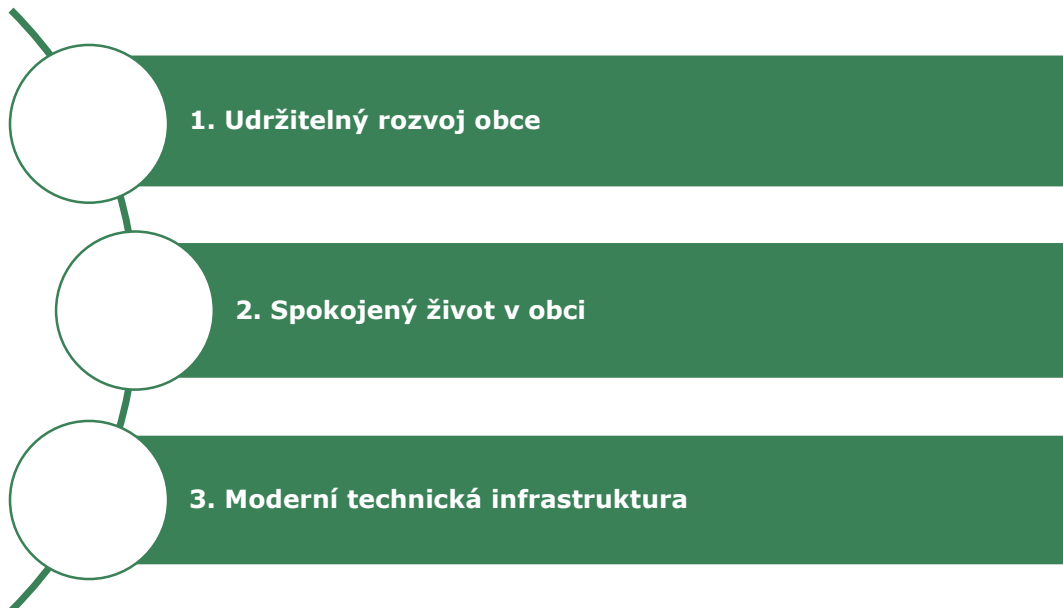 1. Udržitelný rozvoj obce
2. Spokojený život v obci
3. Moderní technická infrastruktura